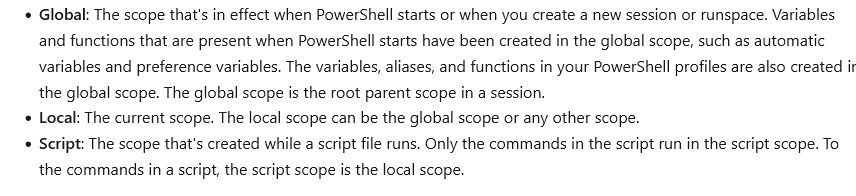 • Global: The scope that's in effect when PowerShell starts or when you create a new session or runspace. Variables
and functions that are present when PowerShell starts have been created in the global scope, such as automatic
variables and preference variables. The variables, aliases, and functions in your PowerShell profiles are also created in
the global scope. The global scope is the root parent scope in a session.
• Local: The current scope. The local scope can be the global scope or any other scope.
• Script: The scope that's created while a script file runs. Only the commands in the script run in the script scope. To
the commands in a script, the script scope is the local scope.